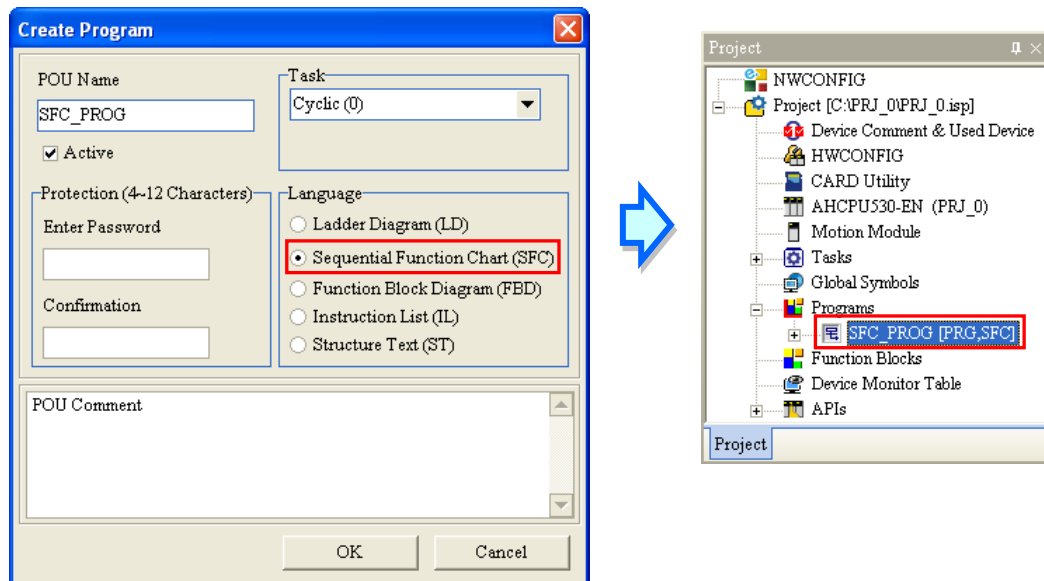 Create Program
POU Name
SFC_PROG
Active
Task
Cyclic (0)
Protection (4~12 Characters)
Enter Password
Confirmation
Language
Ladder Diagram (LD)
Sequential Function Chart (SFC)
Function Block Diagram (FBD)
Instruction List (IL)
Structure Text (ST)
POU Comment
OK
Cancel
Project
NWCONFIG
Project [C:\PRJ_0\PRJ_0.isp]
Device Comment & Used Device
HWCONFIG
CARD Utility
AHCPU530-EN (PRJ_0)
Motion Module
Tasks
Global Symbols
Programs
SFC_PROG [PRG,SFC]
Function Blocks
Device Monitor Table
APIs
Project